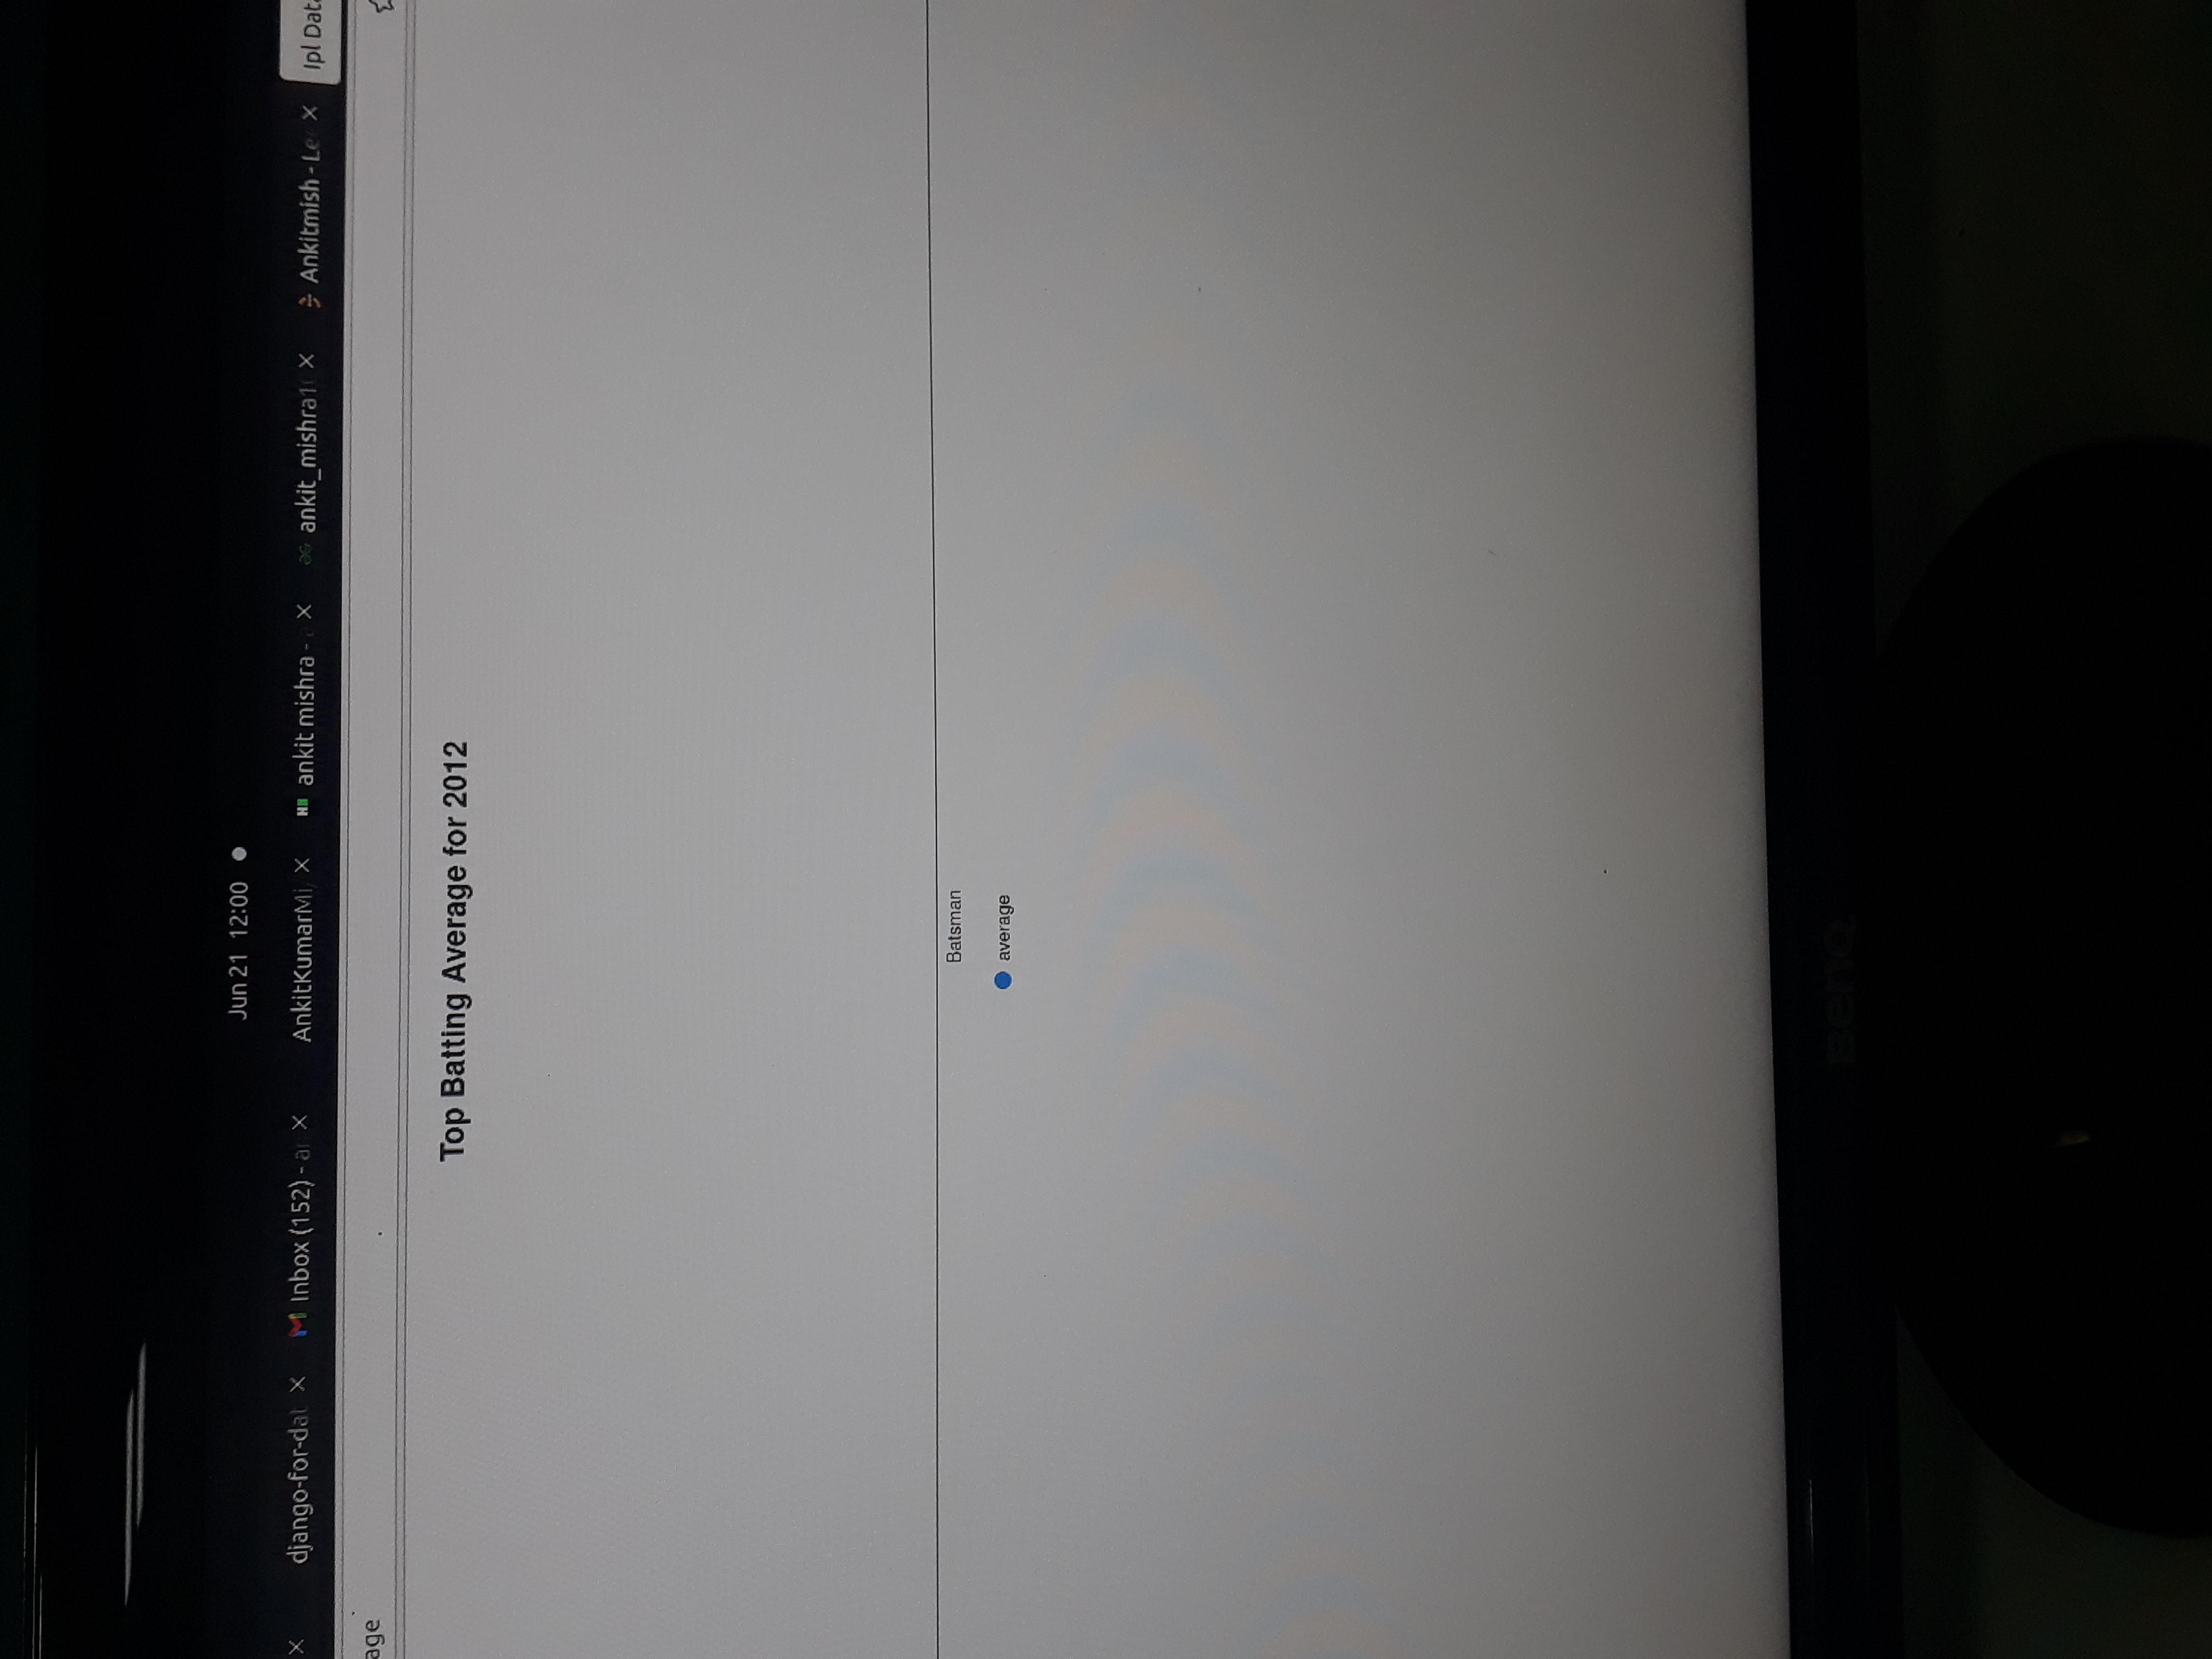 Jun 21 12:00
django-for-dat
Inbox (152) - a
AnkitKumarMi
ankit mishra -
ankit_mishra1
Ankitmish - Le
Ipl Data
age
Top Batting Average for 2012
Batsman
average
BenQ